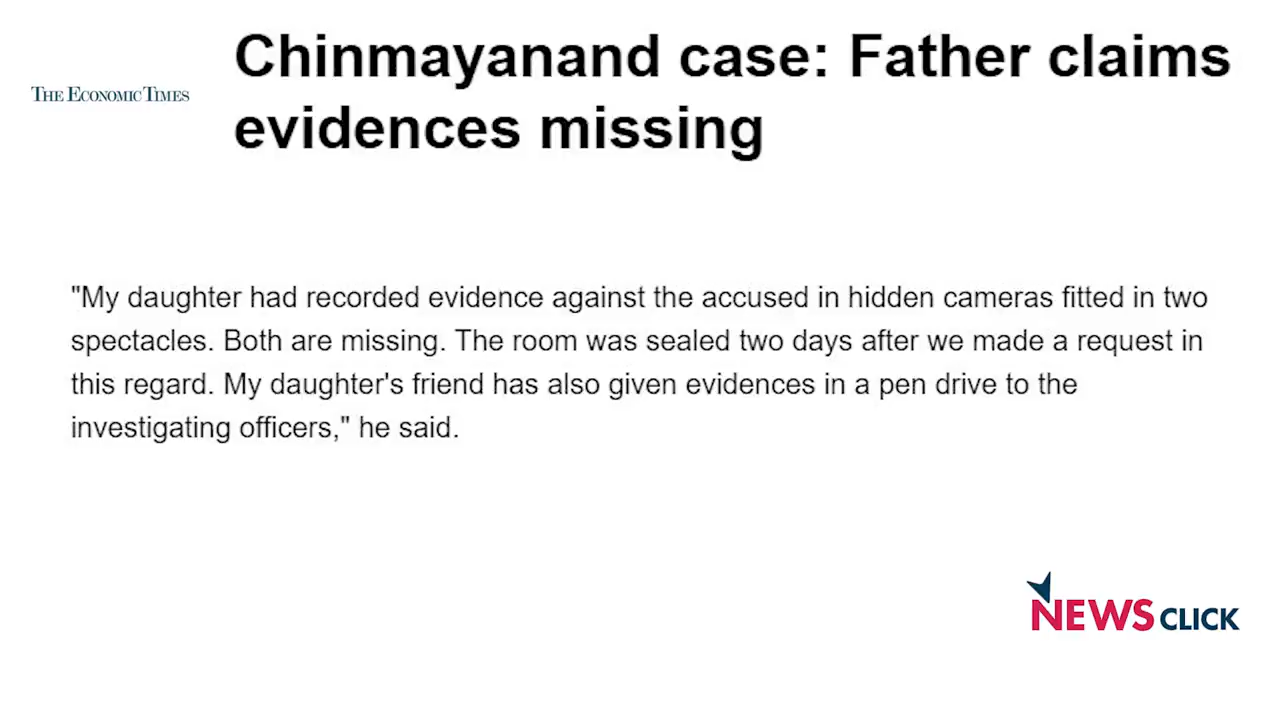 THE ECONOMIC TIMES
Chinmayanand case: Father claims
evidences missing
"My daughter had recorded evidence against the accused in hidden cameras fitted in two
spectacles. Both are missing. The room was sealed two days after we made a request in
this regard. My daughter's friend has also given evidences in a pen drive to the
investigating officers," he said.
NEWS CLICK